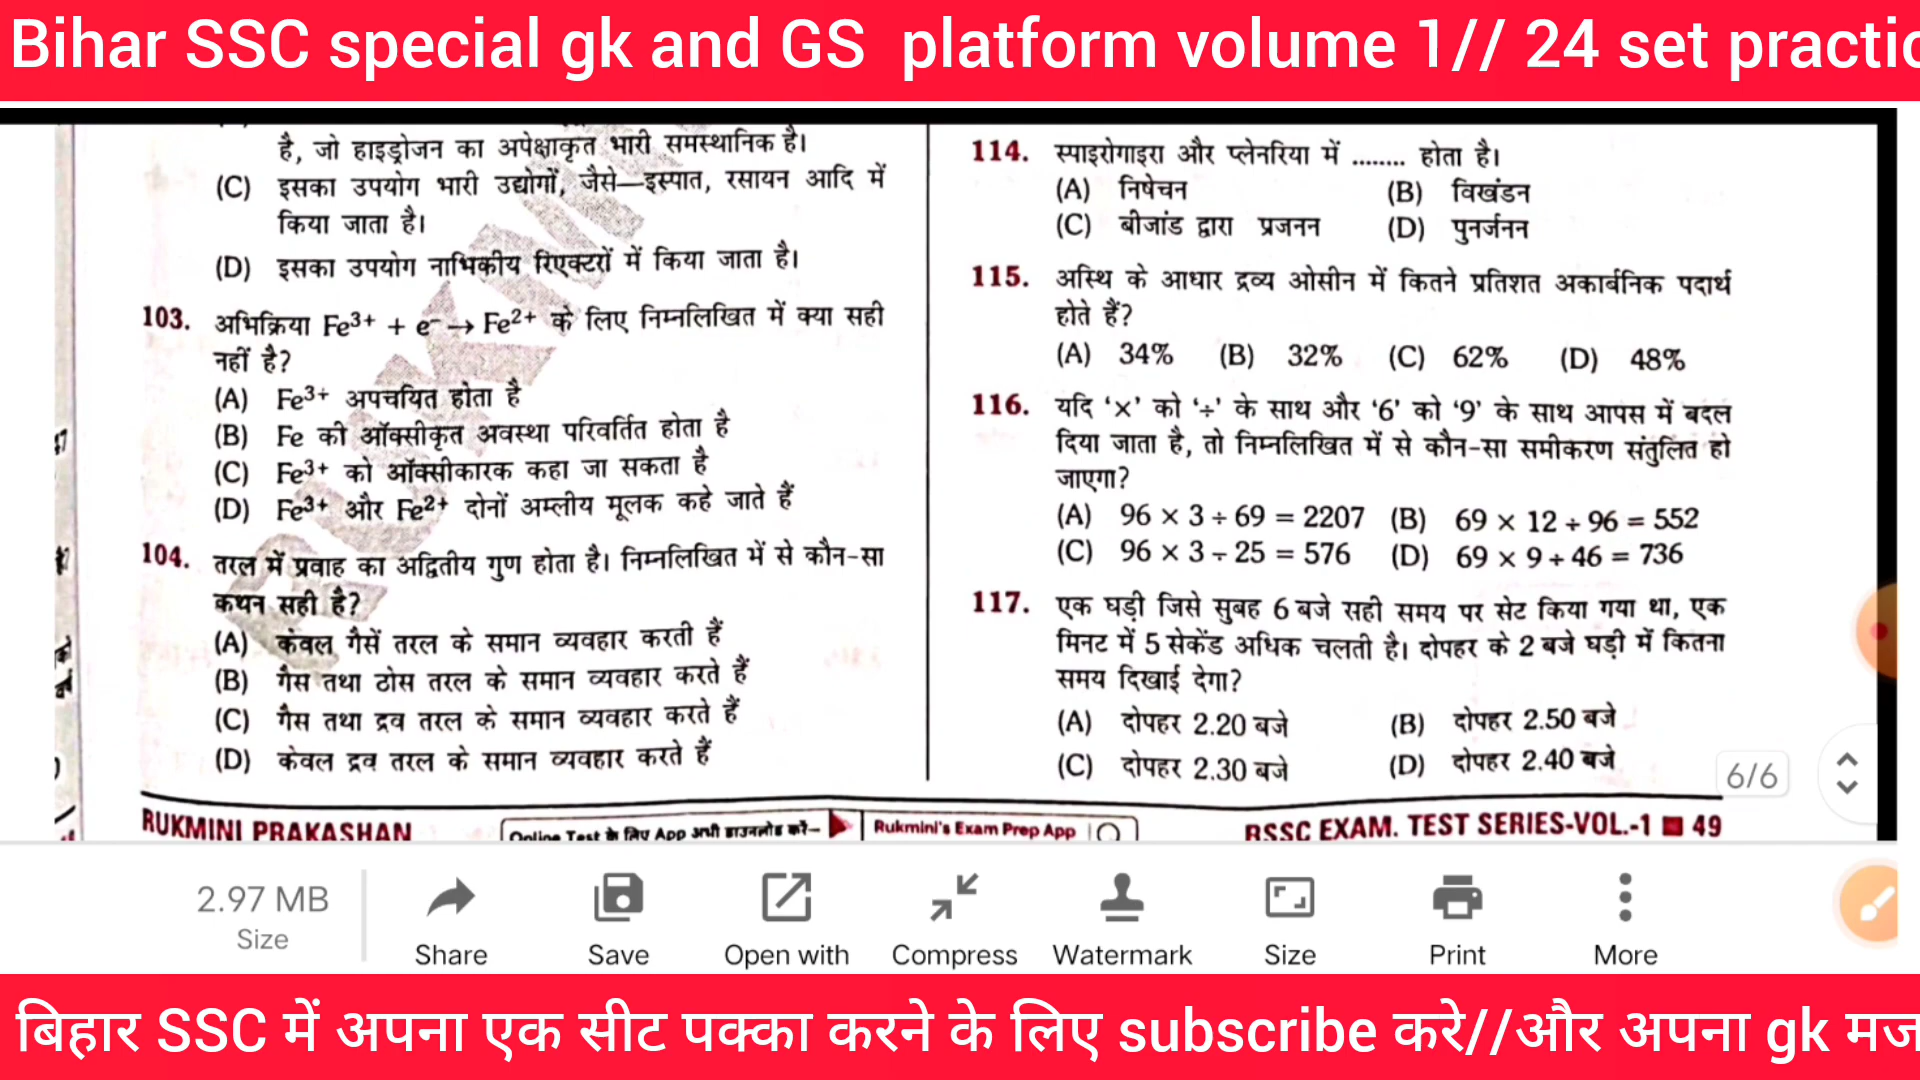 Bihar SSC special gk and GS platform volume 1// 24 set practic
है, जो हाइड्रोजन का अपेक्षाकृत भारी समस्थानिक है।
(C) इसका उपयोग भारी उद्योगों, जैसे—इस्पात, रसायन आदि में
किया जाता है।
(D) इसका उपयोग नाभिकीय रिएक्टरों में किया जाता है।
103. अभिक्रिया Fe³⁺ + e⁻ → Fe²⁺ के लिए निम्नलिखित में क्या सही
नहीं है?
(A) Fe³⁺ अपचयित होता है
(B) Fe की ऑक्सीकृत अवस्था परिवर्तित होता है
(C) Fe³⁺ को ऑक्सीकारक कहा जा सकता है
(D) Fe³⁺ और Fe²⁺ दोनों अम्लीय मूलक कहे जाते हैं
104. तरल में प्रवाह का अद्वितीय गुण होता है। निम्नलिखित में से कौन-सा
कथन सही है?
(A) केवल गैसें तरल के समान व्यवहार करती हैं
(B) गैस तथा ठोस तरल के समान व्यवहार करते हैं
(C) गैस तथा द्रव तरल के समान व्यवहार करते हैं
(D) केवल द्रव तरल के समान व्यवहार करते हैं
114. स्पाइरोगाइरा और प्लेनरिया में ........ होता है।
(A) निषेचन (B) विखंडन
(C) बीजांड द्वारा प्रजनन (D) पुनर्जनन
115. अस्थि के आधार द्रव्य ओसीन में कितने प्रतिशत अकार्बनिक पदार्थ
होते हैं?
(A) 34% (B) 32% (C) 62% (D) 48%
116. यदि ‘×’ को ‘÷’ के साथ और ‘6’ को ‘9’ के साथ आपस में बदल
दिया जाता है, तो निम्नलिखित में से कौन-सा समीकरण संतुलित हो
जाएगा?
(A) 96 × 3 ÷ 69 = 2207 (B) 69 × 12 ÷ 96 = 552
(C) 96 × 3 ÷ 25 = 576 (D) 69 × 9 ÷ 46 = 736
117. एक घड़ी जिसे सुबह 6 बजे सही समय पर सेट किया गया था, एक
मिनट में 5 सेकेंड अधिक चलती है। दोपहर के 2 बजे घड़ी में कितना
समय दिखाई देगा?
(A) दोपहर 2.20 बजे (B) दोपहर 2.50 बजे
(C) दोपहर 2.30 बजे (D) दोपहर 2.40 बजे
6/6
RUKMINI PRAKASHAN
Online Test के लिए App अभी डाउनलोड करें–
Rukmini's Exam Prep App
BSSC EXAM. TEST SERIES-VOL.-1 ■ 49
2.97 MB
Size
Share
Save
Open with
Compress
Watermark
Size
Print
More
बिहार SSC में अपना एक सीट पक्का करने के लिए subscribe करे//और अपना gk मज